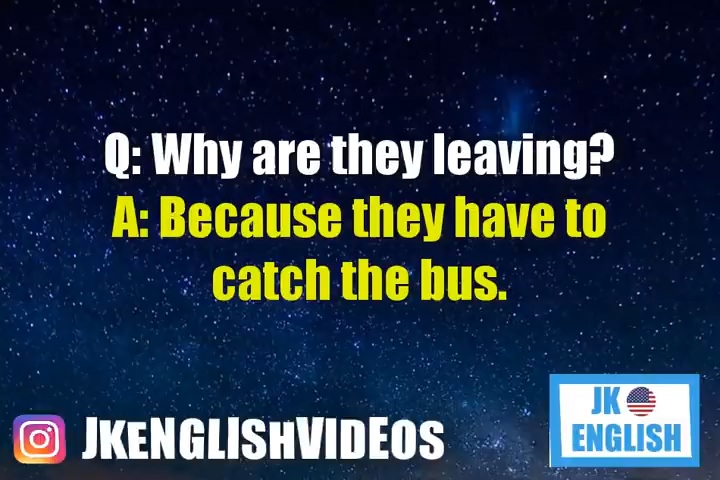 Q: Why are they leaving?
A: Because they have to
catch the bus.
JKENGLISHVIDEOS
JK
ENGLISH